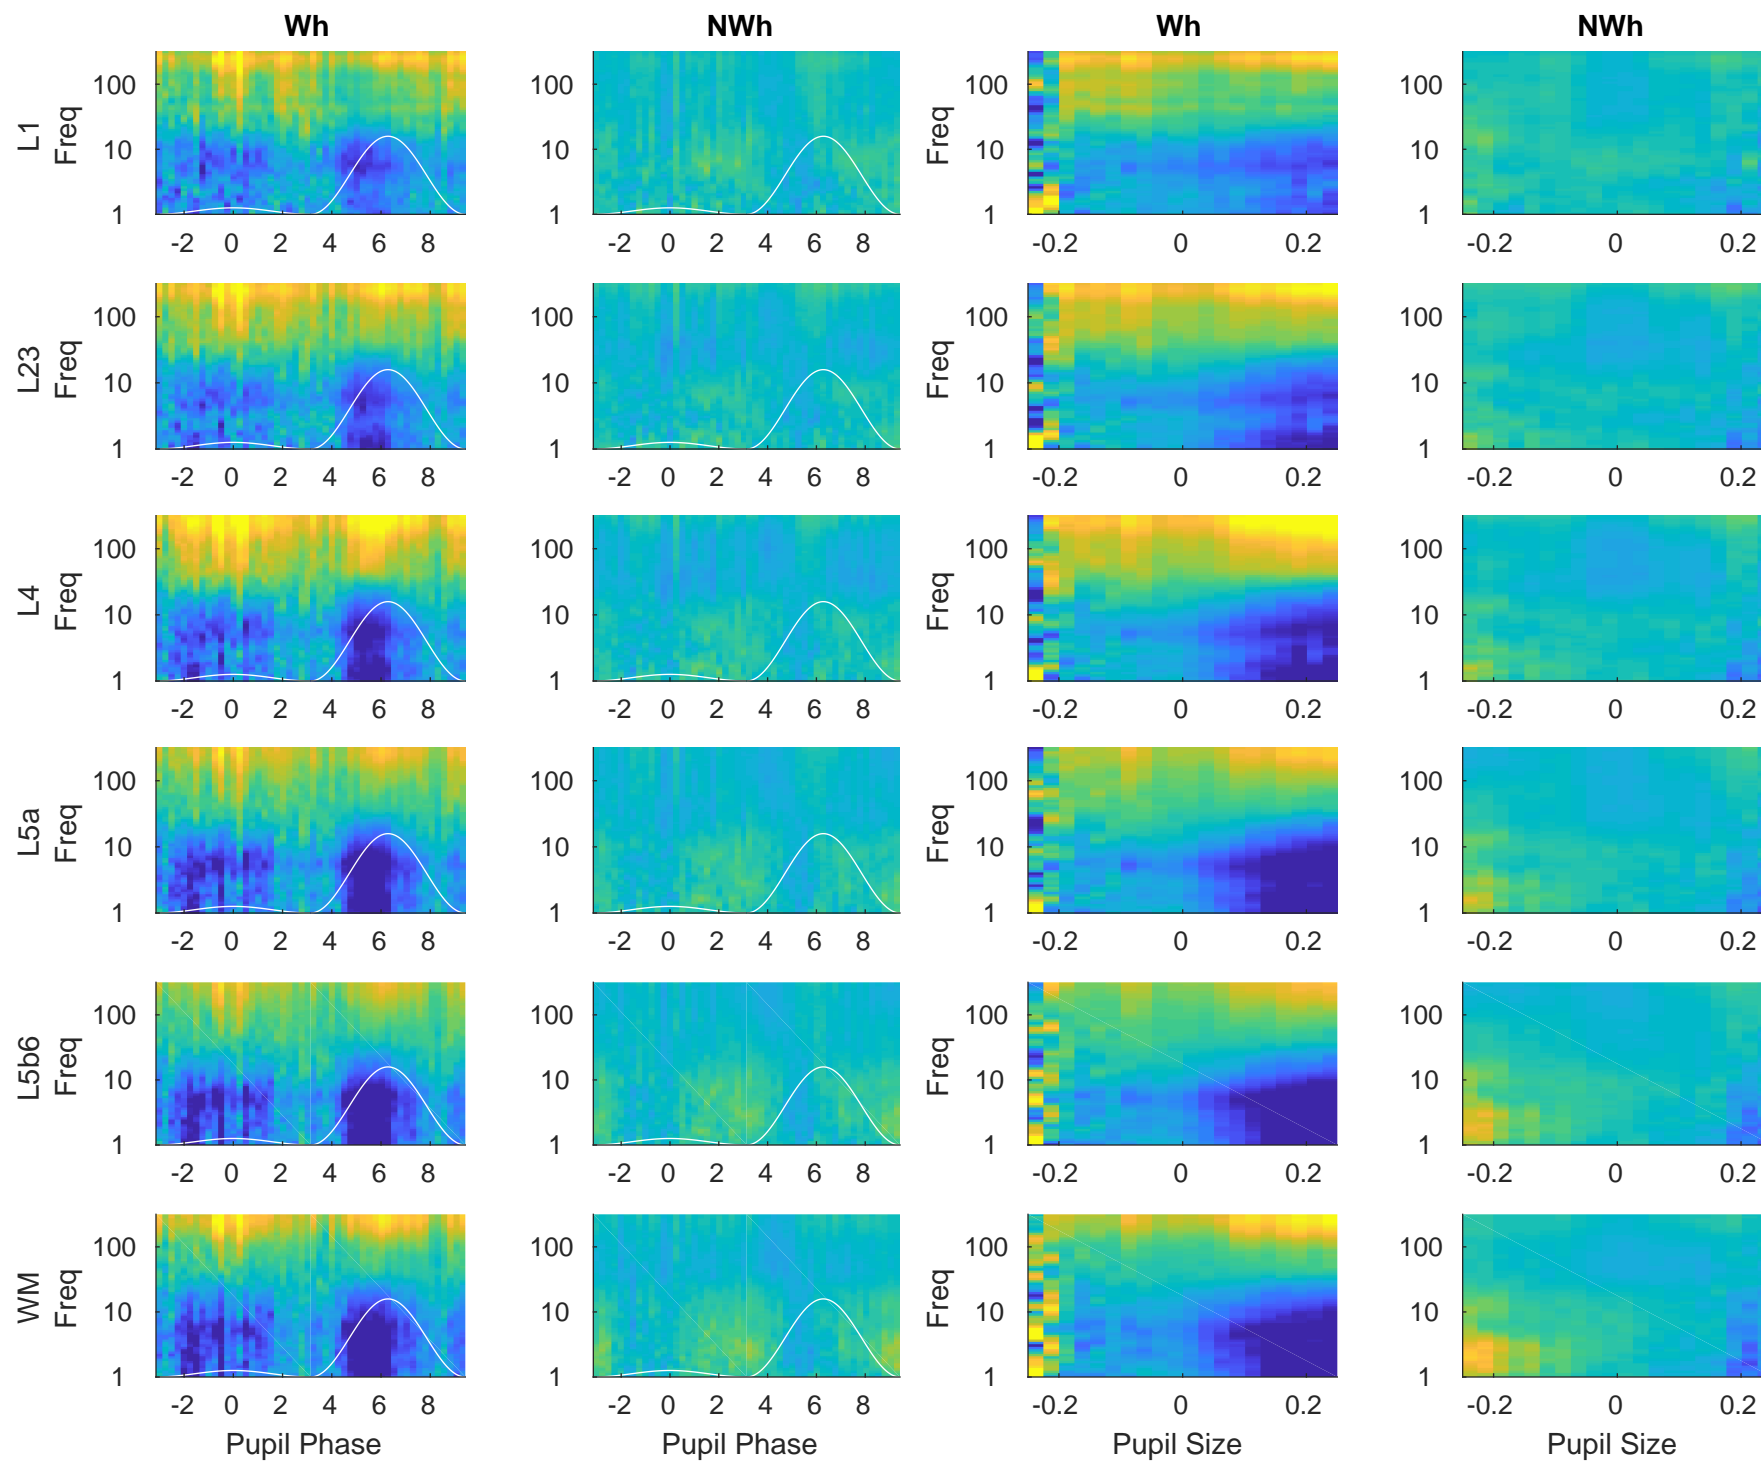 Wh NWh Wh NWh
L1 Freq 100 10 1 100 10 1 Freq 100 10 1 100 10 1
-2 0 2 4 6 8 -2 0 2 4 6 8 -0.2 0 0.2 -0.2 0 0.2
L23 Freq 100 10 1 100 10 1 Freq 100 10 1 100 10 1
-2 0 2 4 6 8 -2 0 2 4 6 8 -0.2 0 0.2 -0.2 0 0.2
L4 Freq 100 10 1 100 10 1 Freq 100 10 1 100 10 1
-2 0 2 4 6 8 -2 0 2 4 6 8 -0.2 0 0.2 -0.2 0 0.2
L5a Freq 100 10 1 100 10 1 Freq 100 10 1 100 10 1
-2 0 2 4 6 8 -2 0 2 4 6 8 -0.2 0 0.2 -0.2 0 0.2
L5b6 Freq 100 10 1 100 10 1 Freq 100 10 1 100 10 1
-2 0 2 4 6 8 -2 0 2 4 6 8 -0.2 0 0.2 -0.2 0 0.2
WM Freq 100 10 1 100 10 1 Freq 100 10 1 100 10 1
-2 0 2 4 6 8 -2 0 2 4 6 8 -0.2 0 0.2 -0.2 0 0.2
Pupil Phase Pupil Phase Pupil Size Pupil Size